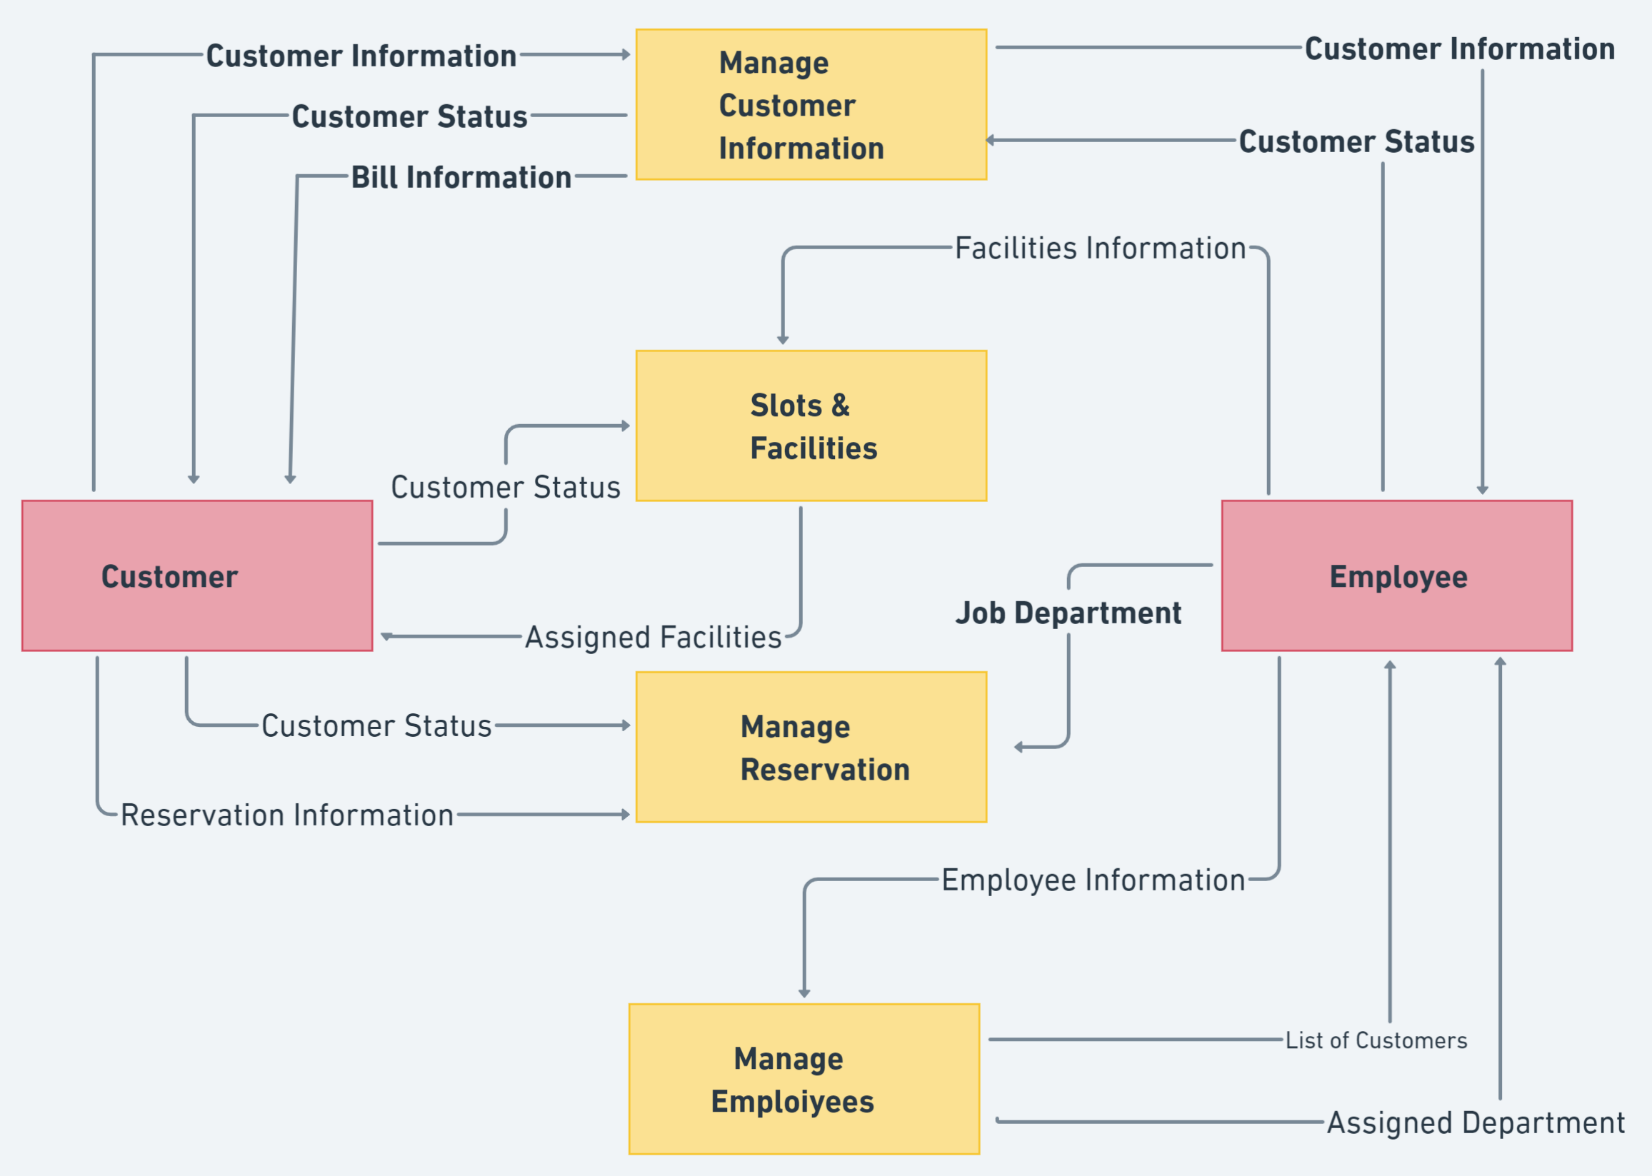 Customer Information
Manage
Customer
Information
Customer Information
Customer Status
Customer Status
Bill Information
Facilities Information
Slots &
Facilities
Customer Status
Customer
Employee
Job Department
Assigned Facilities
Customer Status
Manage
Reservation
Reservation Information
Employee Information
Manage
Emploiyees
List of Customers
Assigned Department